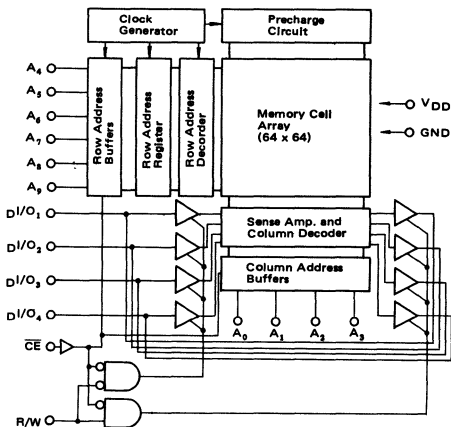 Clock
Generator
Precharge
Circuit
A4
A5
A6
A7
A8
A9
Row Address
Buffers
Row Address
Register
Row Address
Decorder
Memory Cell
Array
(64 x 64)
VDD
GND
DI/O1
DI/O2
DI/O3
DI/O4
Sense Amp. and
Column Decoder
Column Address
Buffers
A0
A1
A2
A3
CE
R/W